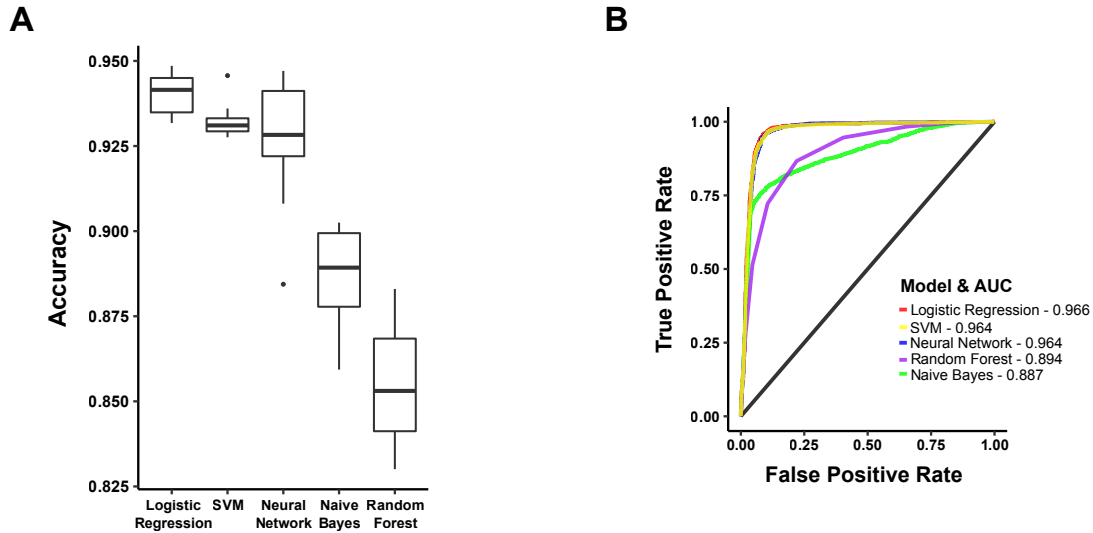 A
0.950
0.925
0.900
0.875
0.850
0.825
Accuracy
Logistic
Regression
SVM
Neural
Network
Naive
Bayes
Random
Forest
B
1.00
0.75
0.50
0.25
0.00
True Positive Rate
0.00 0.25 0.50 0.75 1.00
False Positive Rate
Model & AUC
Logistic Regression - 0.966
SVM - 0.964
Neural Network - 0.964
Random Forest - 0.894
Naive Bayes - 0.887